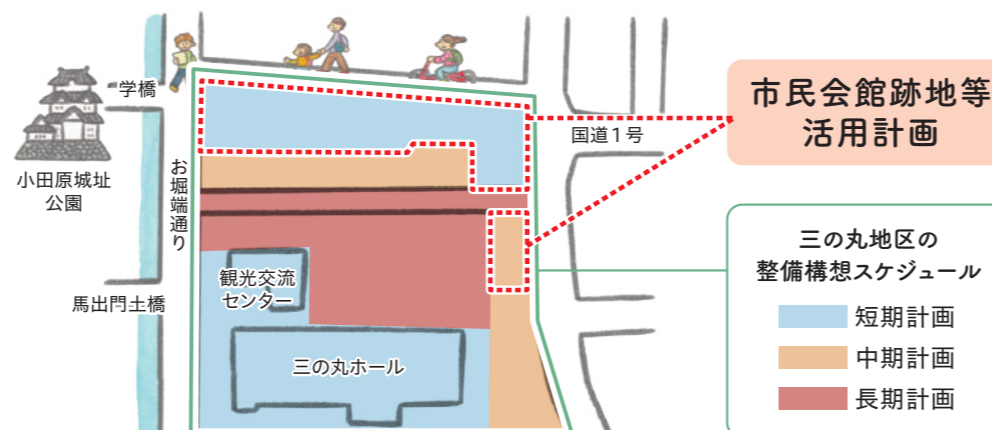 学橋
小田原城址
公園
お堀端通り
馬出門土橋
観光交流
センター
三の丸ホール
国道1号
市民会館跡地等
活用計画
三の丸地区の
整備構想スケジュール
短期計画
中期計画
長期計画